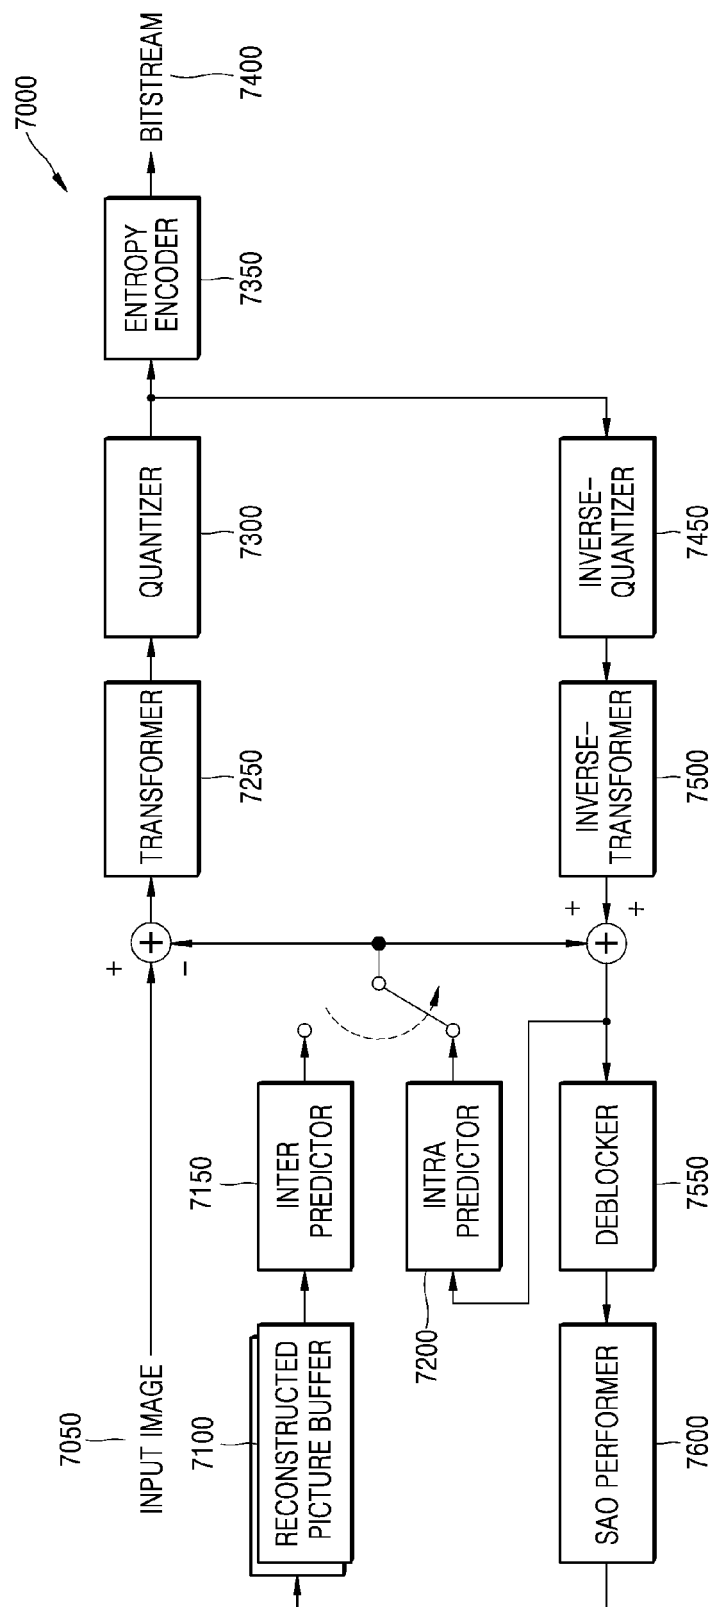 7000
INPUT IMAGE
7050
+
−
+
TRANSFORMER
7250
QUANTIZER
7300
ENTROPY
ENCODER
7350
BITSTREAM
7400
RECONSTRUCTED
PICTURE BUFFER
7100
INTER
PREDICTOR
7150
INTRA
PREDICTOR
7200
SAO PERFORMER
7600
DEBLOCKER
7550
+
+
+
INVERSE−
TRANSFORMER
7500
INVERSE−
QUANTIZER
7450